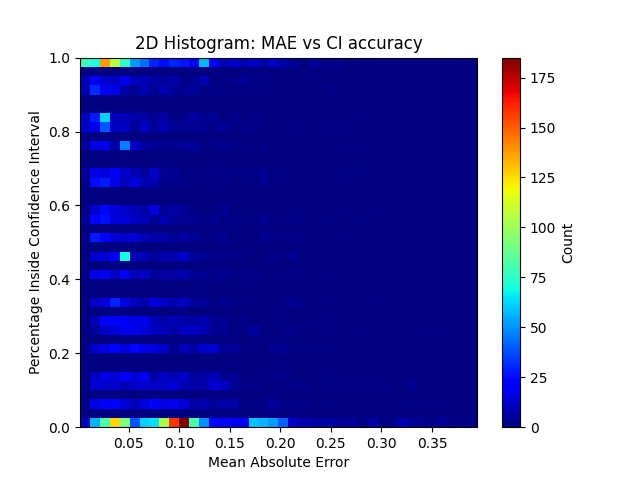 2D Histogram: MAE vs CI accuracy
Percentage Inside Confidence Interval
1.0
0.8
0.6
0.4
0.2
0.0
0.05 0.10 0.15 0.20 0.25 0.30 0.35
Mean Absolute Error
175
150
125
100
75
50
25
0
Count